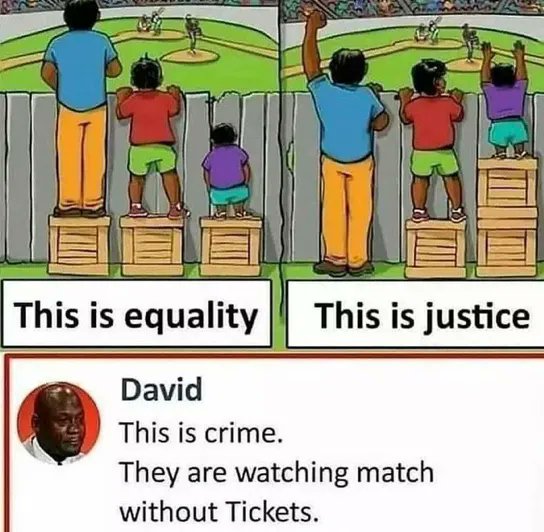 This is equality
This is justice
David
This is crime.
They are watching match
without Tickets.